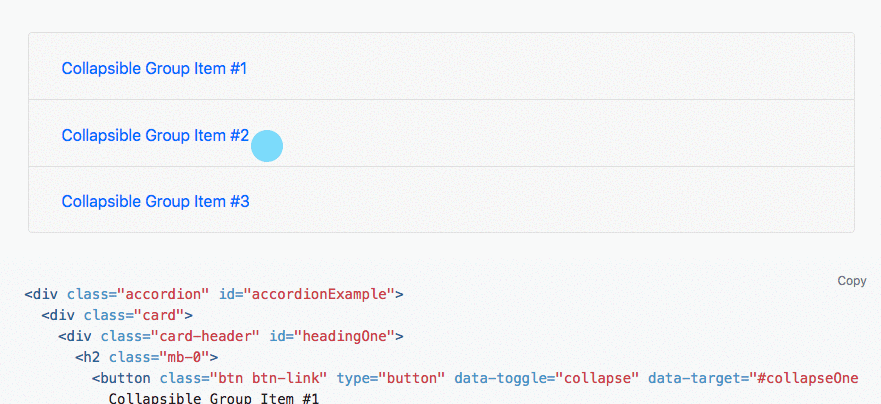 Collapsible Group Item #1
Collapsible Group Item #2
Collapsible Group Item #3
Copy
<div class="accordion" id="accordionExample">
<div class="card">
<div class="card-header" id="headingOne">
<h2 class="mb-0">
<button class="btn btn-link" type="button" data-toggle="collapse" data-target="#collapseOne
Collapsible Group Item #1